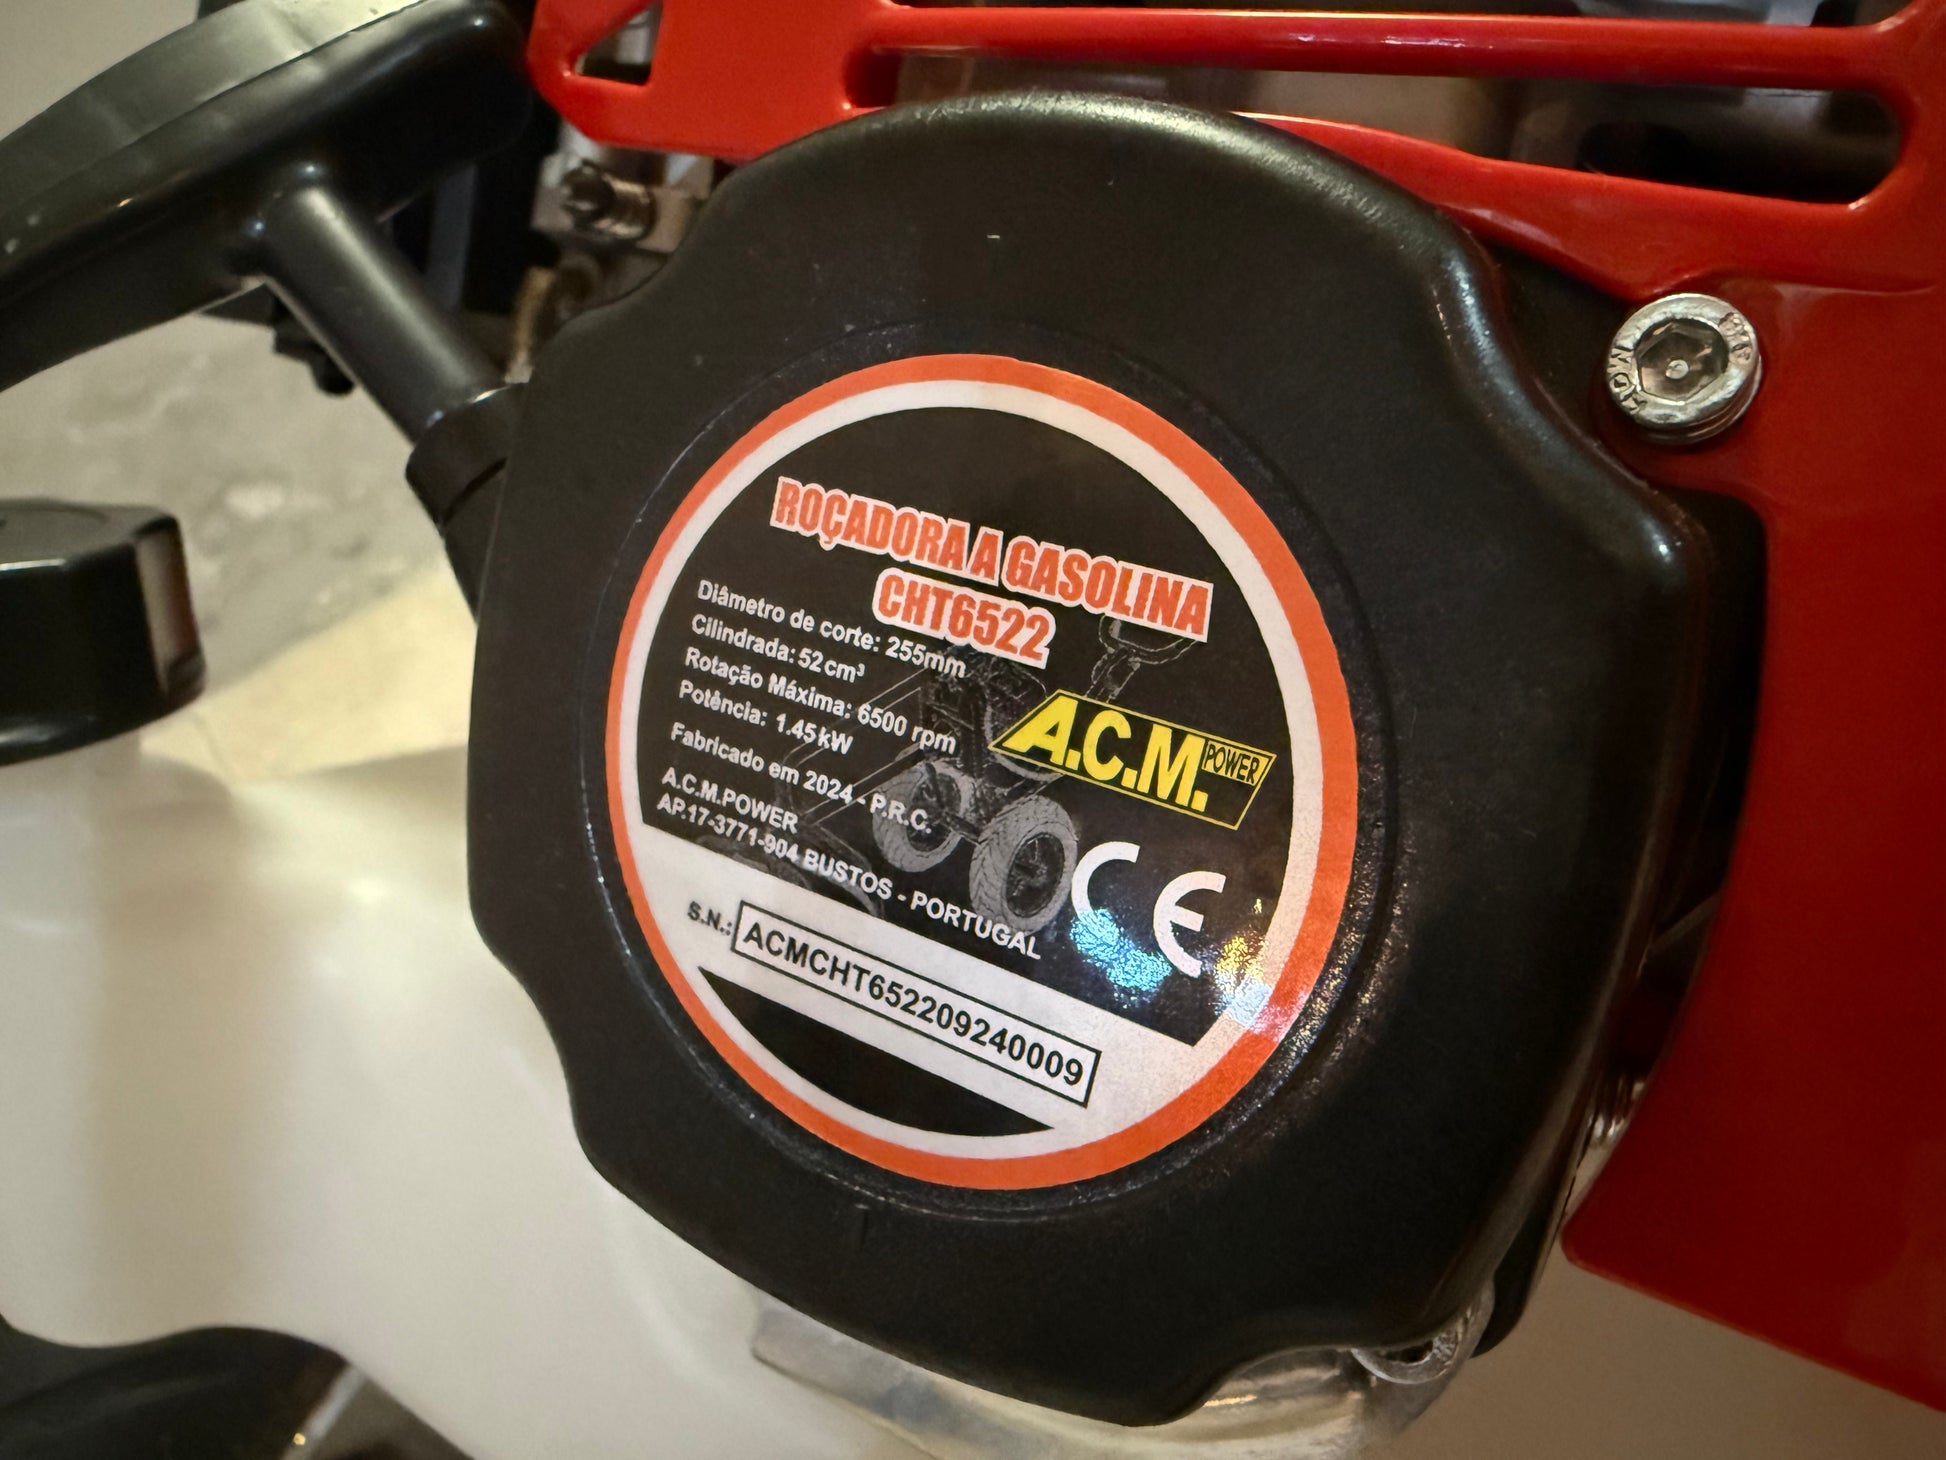 ROÇADORA A GASOLINA
CHT6522
Diâmetro de corte: 255mm
Cilindrada: 52 cm³
Rotação Máxima: 6500 rpm
Potência: 1.45 kW
Fabricado em 2024 - P.R.C.
A.C.M.POWER
AP.17-3771-904 BUSTOS - PORTUGAL
A.C.M. POWER
CE
S.N.: ACMCHT652209240009